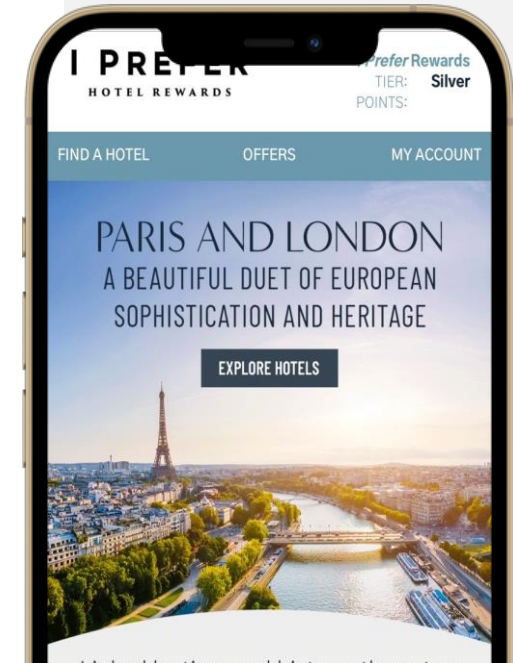 I PREFER
HOTEL REWARDS
Prefer Rewards
TIER: Silver
POINTS:
FIND A HOTEL OFFERS MY ACCOUNT
PARIS AND LONDON
A BEAUTIFUL DUET OF EUROPEAN
SOPHISTICATION AND HERITAGE
EXPLORE HOTELS